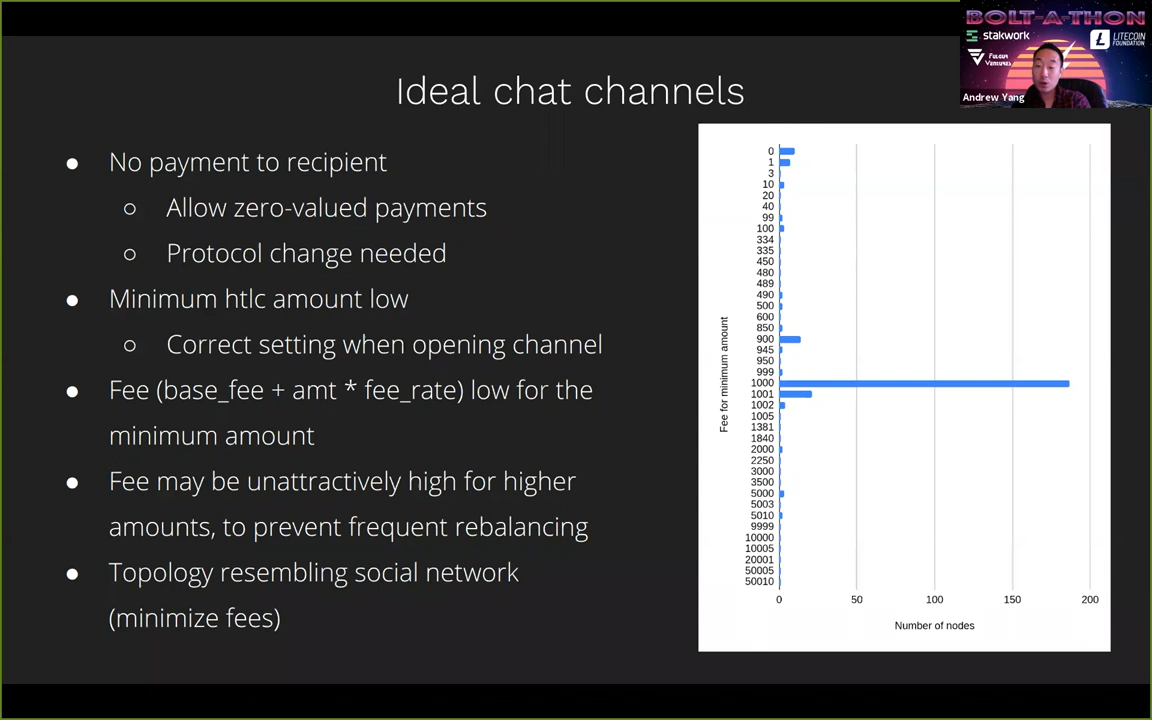 BOLT-A-THON
stakwork
LITECOIN
FOUNDATION
FULGUR
VENTURES
Andrew Yang
Ideal chat channels
● No payment to recipient
○ Allow zero-valued payments
○ Protocol change needed
● Minimum htlc amount low
○ Correct setting when opening channel
● Fee (base_fee + amt * fee_rate) low for the
minimum amount
● Fee may be unattractively high for higher
amounts, to prevent frequent rebalancing
● Topology resembling social network
(minimize fees)
Fee for minimum amount
0
1
3
10
20
40
99
100
334
335
450
480
489
490
500
600
850
900
945
950
999
1000
1001
1002
1005
1381
1840
2000
2250
3000
3500
5000
5003
5010
9999
10000
10005
20001
50005
50010
0 50 100 150 200
Number of nodes